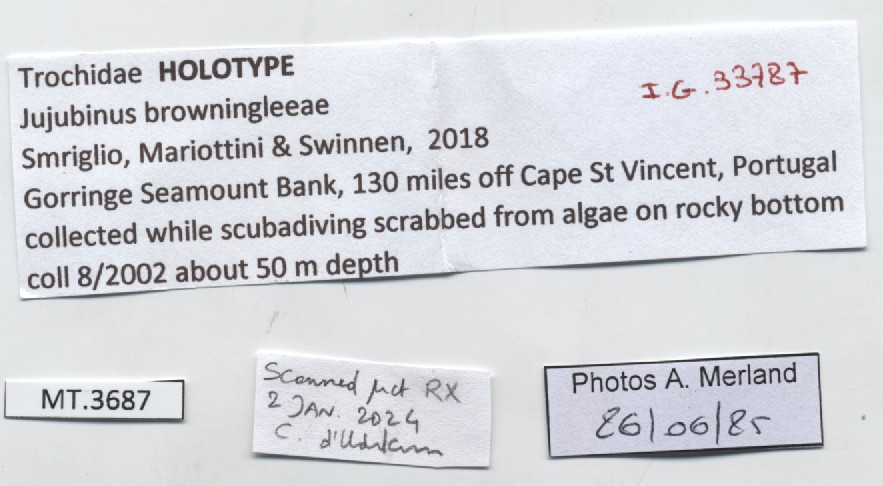 Trochidae HOLOTYPE
I.G. 33787
Jujubinus browningleeae
Smriglio, Mariottini & Swinnen, 2018
Gorringe Seamount Bank, 130 miles off Cape St Vincent, Portugal
collected while scubadiving scrabbed from algae on rocky bottom
coll 8/2002 about 50 m depth
MT.3687
Scanned µct RX
2 JAN. 2024
C.
Photos A. Merland
26/06/25